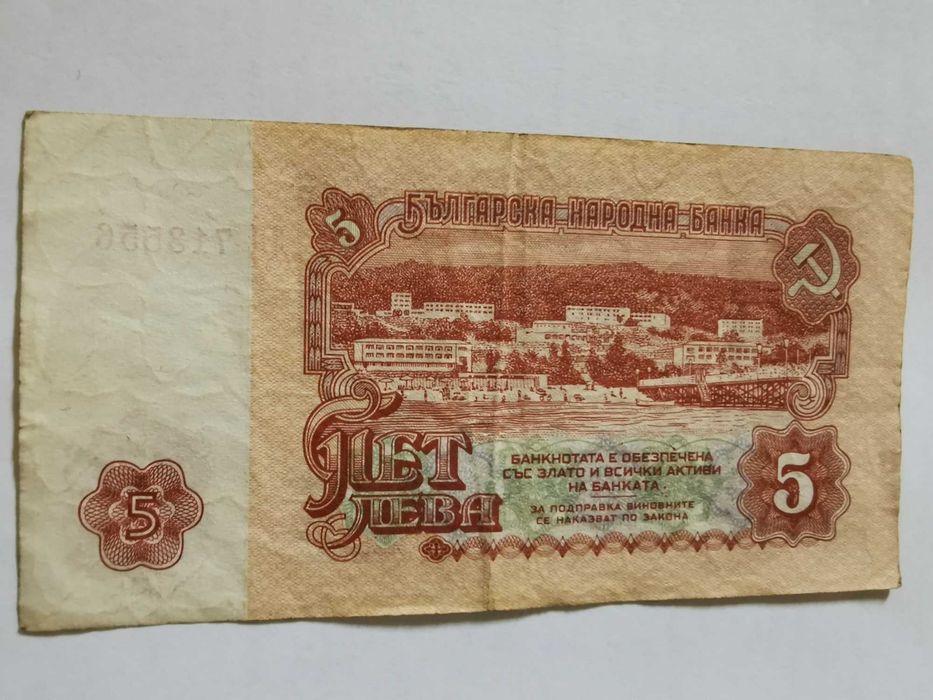 5
БЪЛГАРСКА НАРОДНА БАНКА
ПЕТ
ЛЕВА
БАНКНОТАТА Е ОБЕЗПЕЧЕНА
СЪС ЗЛАТО И ВСИЧКИ АКТИВИ
НА БАНКАТА.
ЗА ПОДПРАВКА ВИНОВНИТЕ
СЕ НАКАЗВАТ ПО ЗАКОНА
5
5